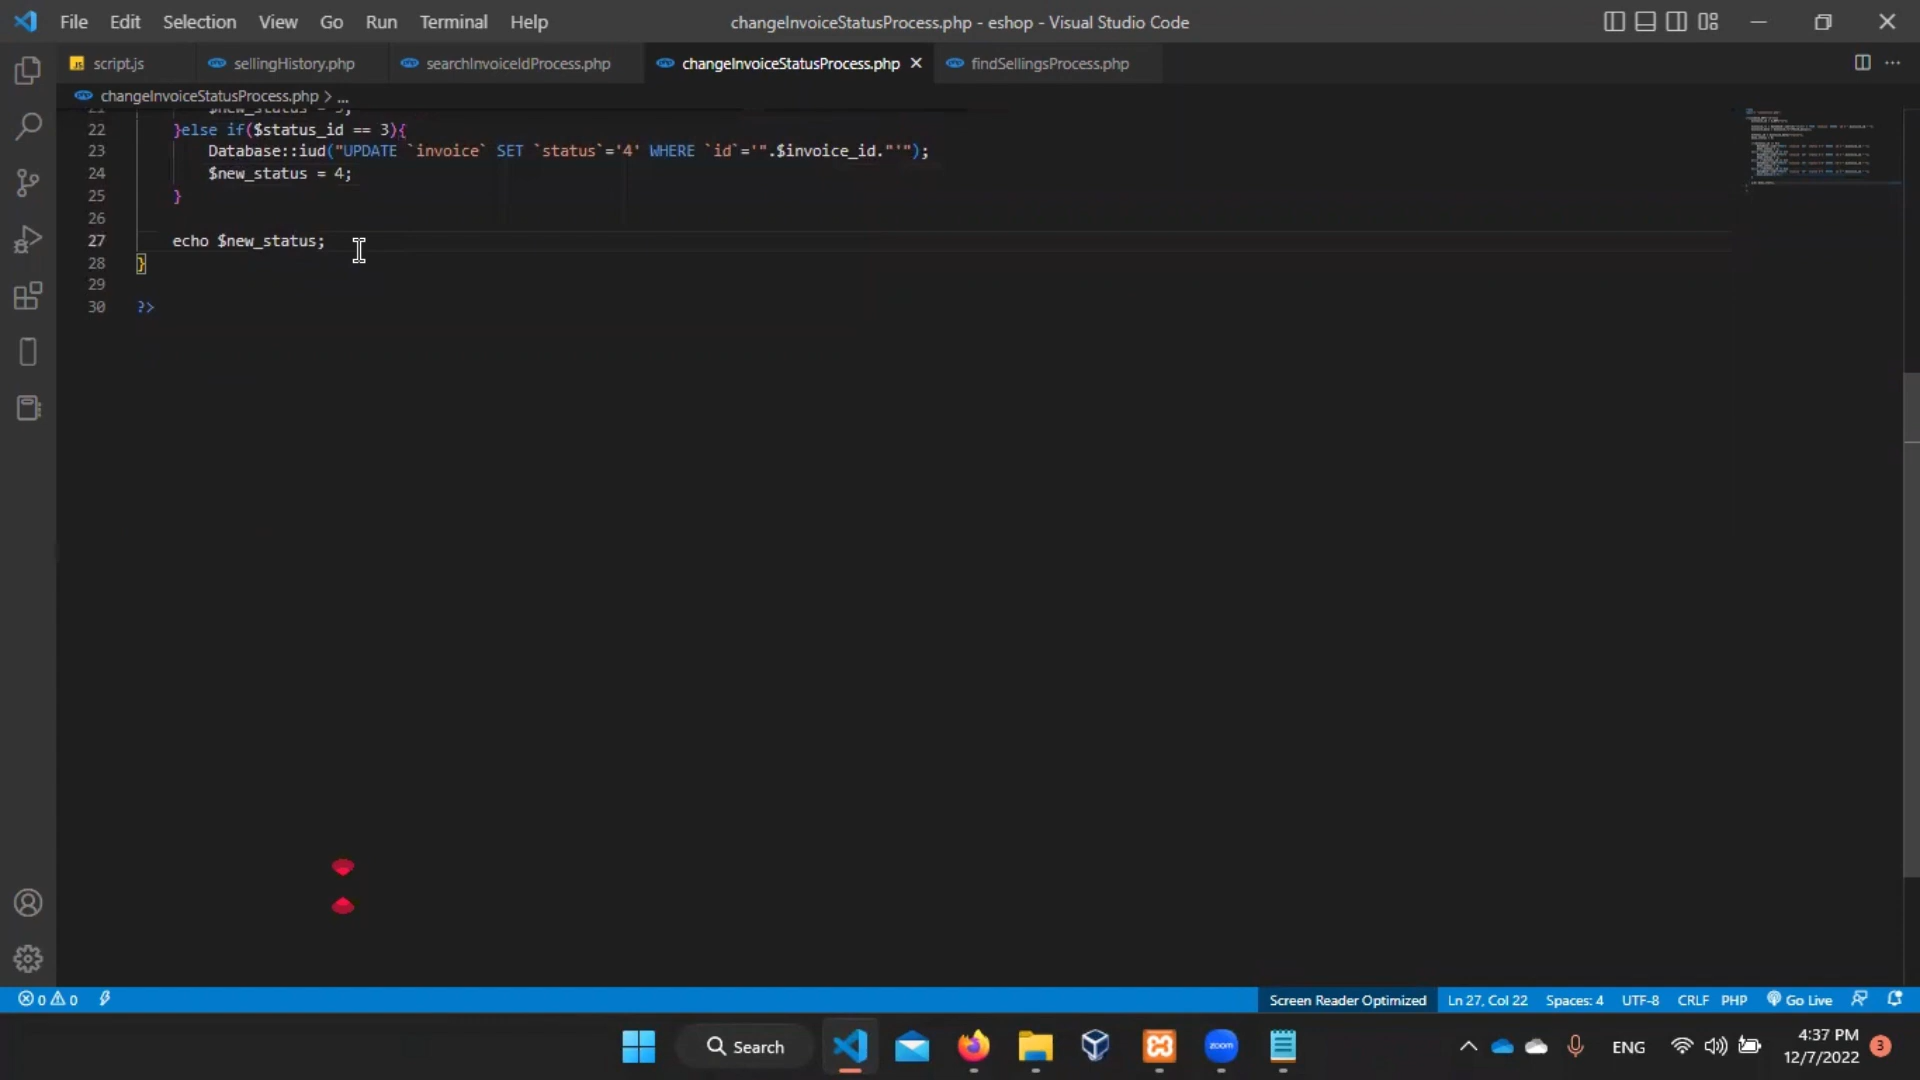 File Edit Selection View Go Run Terminal Help changeInvoiceStatusProcess.php - eshop - Visual Studio Code
script.js sellingHistory.php searchInvoiceIdProcess.php changeInvoiceStatusProcess.php findSellingsProcess.php
changeInvoiceStatusProcess.php > ...
22 }else if($status_id == 3){
23 Database::iud("UPDATE `invoice` SET `status`='4' WHERE `id`='".$invoice_id."'");
24 $new_status = 4;
25 }
26
27 echo $new_status;
28 }
29
30 ?>
0 0 Screen Reader Optimized Ln 27, Col 22 Spaces: 4 UTF-8 CRLF PHP Go Live
Search zoom ENG 4:37 PM 3
12/7/2022